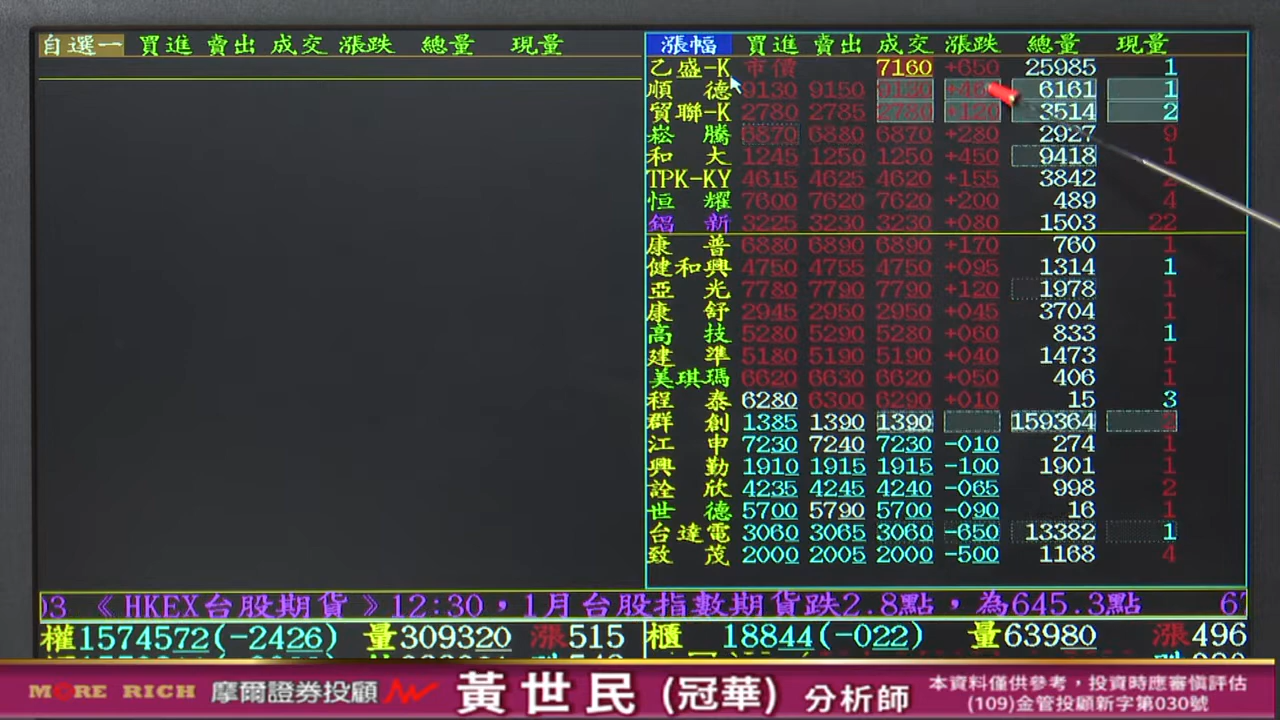 自選一 買進 賣出 成交 漲跌 總量 現量
漲幅 買進 賣出 成交 漲跌 總量 現量
乙盛-K 市價 7160 +650 25985 1
順德 9130 9150 9130 6161 1
貿聯-K 2780 2785 2780 +120 3514 2
崧騰 6870 6880 6870 +280 2927 9
和大 1245 1250 1250 +450 9418 1
TPK-KY 4615 4625 4620 +155 3842 2
恒耀 7600 7620 7620 +200 489 4
錩新 3225 3230 3230 +080 1503 22
康普 6880 6890 6890 +170 760 1
健和興 4750 4755 4750 +095 1314 1
亞光 7780 7790 7790 +120 1978 1
康舒 2945 2950 2950 +045 3704 1
高技 5280 5290 5280 +060 833 1
建準 5180 5190 5190 +040 1473 1
美琪瑪 6620 6630 6620 +050 406 1
程泰 6280 6300 6290 +010 15 3
群創 1385 1390 1390 159364 2
江申 7230 7240 7230 -010 274 1
興勤 1910 1915 1915 -100 1901 1
詮欣 4235 4245 4240 -065 998 2
世德 5700 5790 5700 -090 16 1
台達電 3060 3065 3060 -650 13382 1
致茂 2000 2005 2000 -500 1168 4
03 《HKEX台股期貨》12:30，1月台股指數期貨跌2.8點，為645.3點
權1574572(-2426) 量309320 漲515
櫃 18844(-022) 量63980 漲496
MORE RICH 摩爾證券投顧 黃世民 (冠華) 分析師
本資料僅供參考，投資時應審慎評估
(109)金管投顧新字第030號